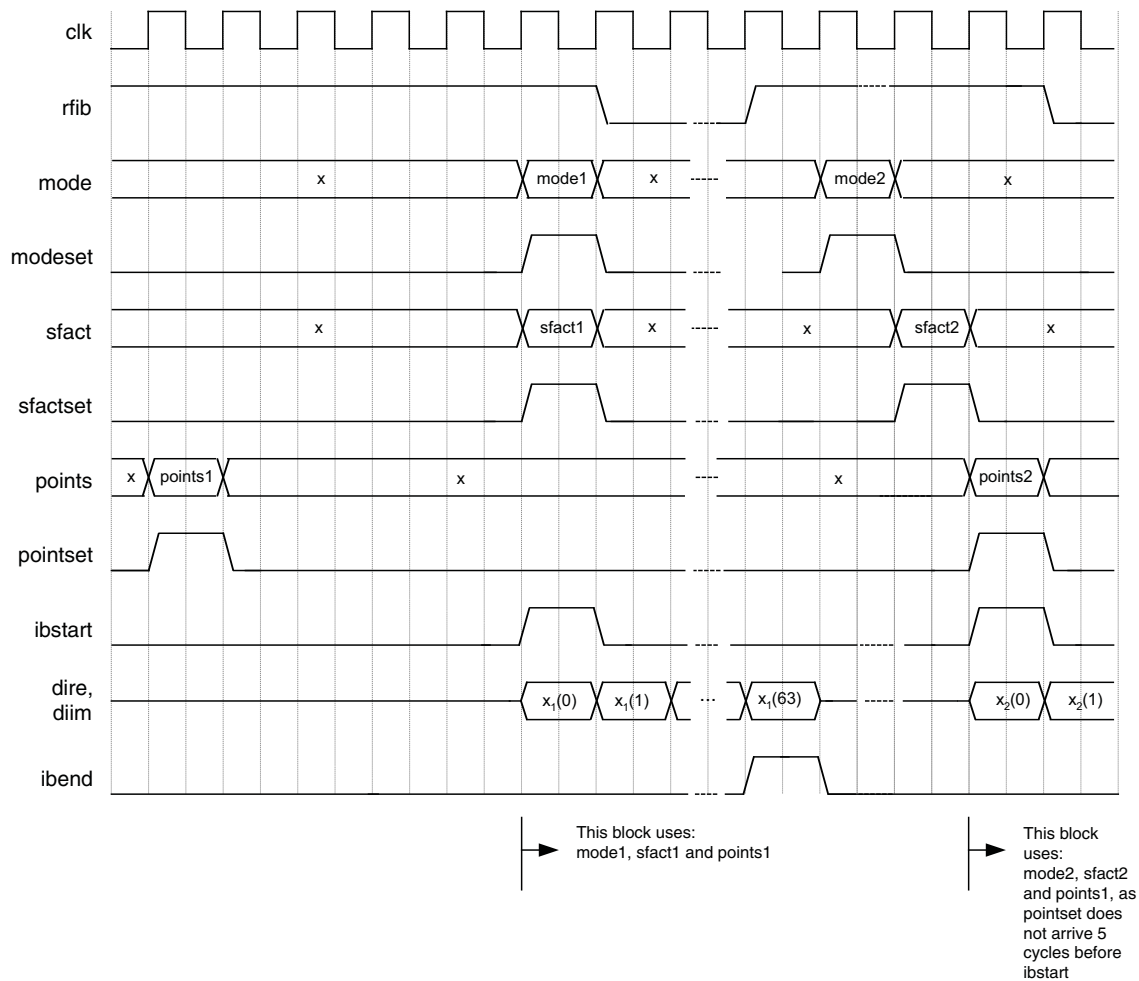 clk
rfib
mode x mode1 x mode2 x
modeset
sfact x sfact1 x x sfact2 x
sfactset
points x points1 x x points2
pointset
ibstart
dire,
diim x₁(0) x₁(1) ... x₁(63) x₂(0) x₂(1)
ibend
This block uses:
mode1, sfact1 and points1
This block
uses:
mode2, sfact2
and points1, as
pointset does
not arrive 5
cycles before
ibstart